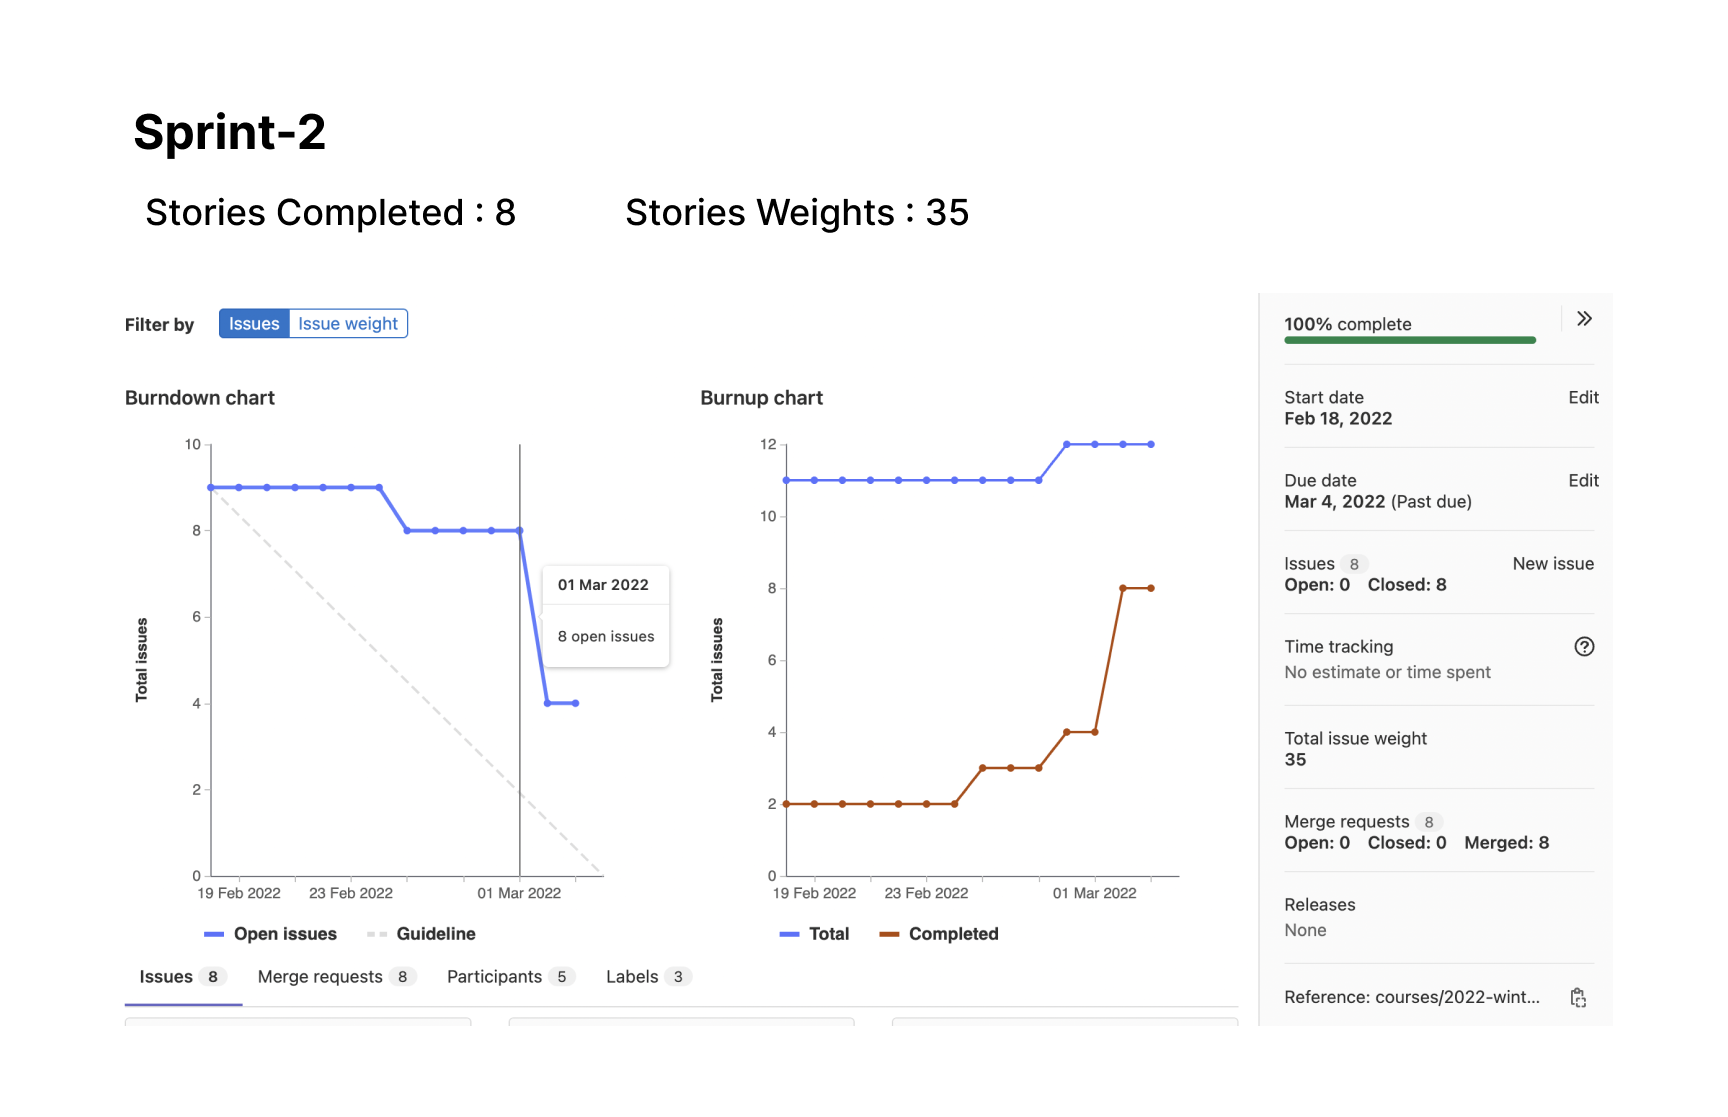 Sprint-2
Stories Completed : 8
Stories Weights : 35
Filter by
Issues
Issue weight
Burndown chart
10
8
6
4
2
0
Total issues
19 Feb 2022
23 Feb 2022
01 Mar 2022
01 Mar 2022
8 open issues
Open issues
Guideline
Burnup chart
12
10
8
6
4
2
0
Total issues
19 Feb 2022
23 Feb 2022
01 Mar 2022
Total
Completed
Issues 8
Merge requests 8
Participants 5
Labels 3
100% complete
Start date
Edit
Feb 18, 2022
Due date
Edit
Mar 4, 2022 (Past due)
Issues 8
New issue
Open: 0 Closed: 8
Time tracking
?
No estimate or time spent
Total issue weight
35
Merge requests 8
Open: 0 Closed: 0 Merged: 8
Releases
None
Reference: courses/2022-wint...